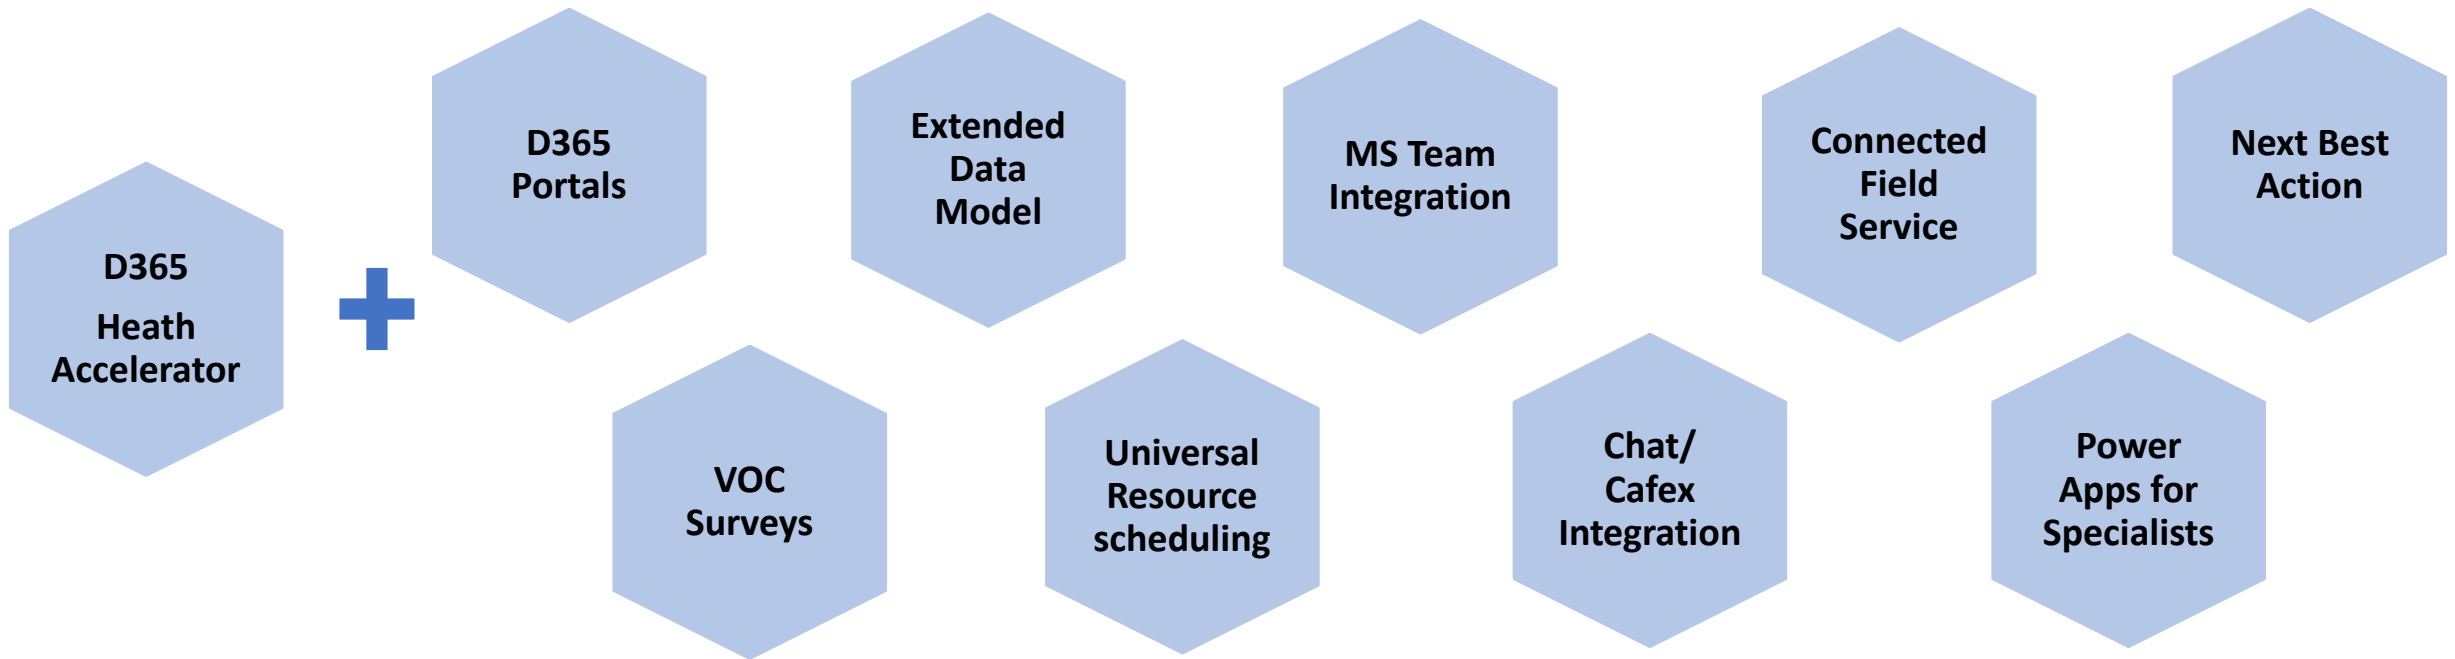 D365
Heath
Accelerator
D365
Portals
Extended
Data
Model
MS Team
Integration
Connected
Field
Service
Next Best
Action
VOC
Surveys
Universal
Resource
scheduling
Chat/
Cafex
Integration
Power
Apps for
Specialists